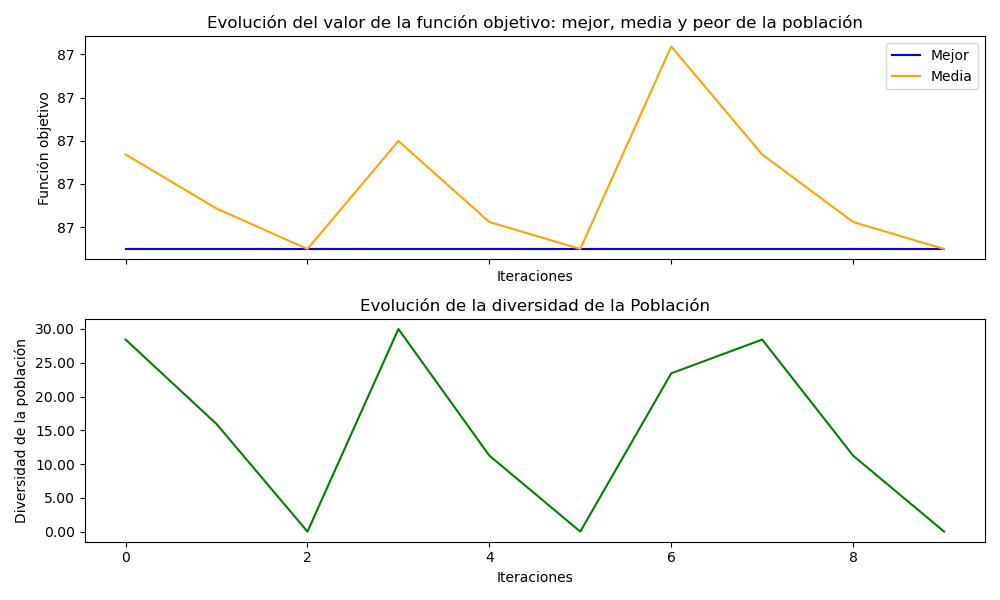 Evolución del valor de la función objetivo: mejor, media y peor de la población
Función objetivo
87
87
87
87
87
Mejor
Media
Iteraciones
Evolución de la diversidad de la Población
Diversidad de la población
30.00
25.00
20.00
15.00
10.00
5.00
0.00
0 2 4 6 8
Iteraciones